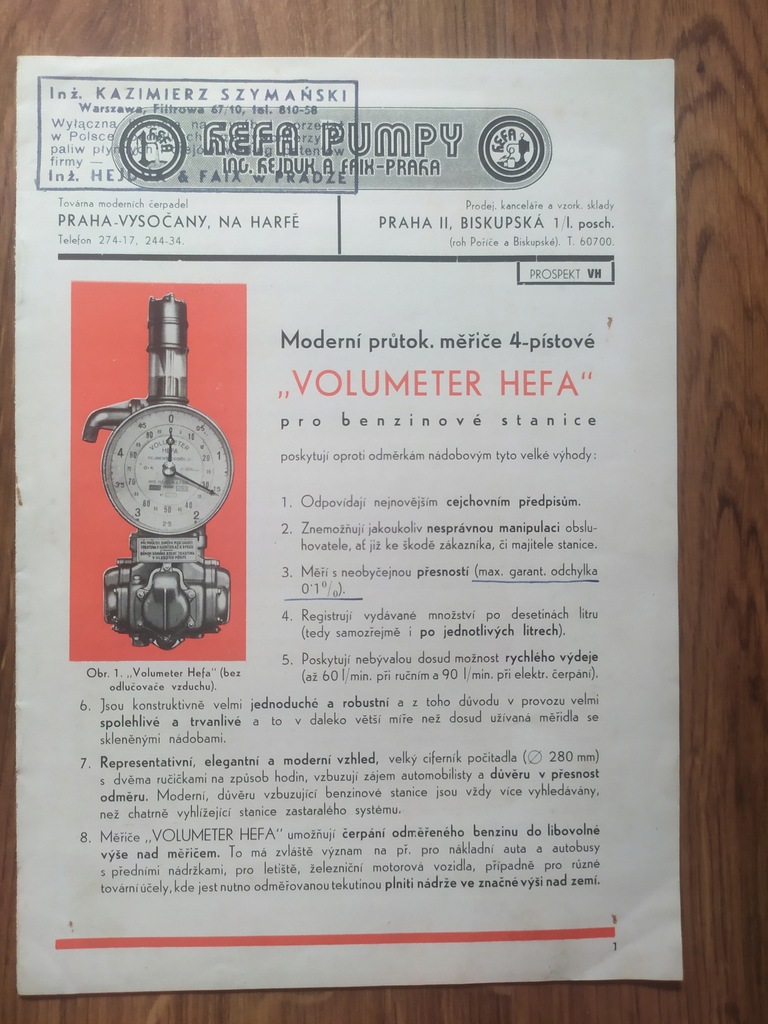 Inż. KAZIMIERZ SZYMAŃSKI
Warszawa, Filtrowa 67/10, tel. 810-58
Wyłączna na
w Polsce
paliw płyn
firmy —
Inż. HEJDUK & FAIX w PRADZE
HEFA PUMPY
ING. HEJDUK A FAIX-PRAHA
HEFA
Továrna moderních čerpadel
PRAHA-VYSOČANY, NA HARFĚ
Telefon 274-17, 244-34.
Prodej. kanceláře a vzork. sklady
PRAHA II, BISKUPSKÁ 1/I. posch.
(roh Poříče a Biskupské). T. 60700.
PROSPEKT VH
Moderní průtok. měřiče 4-pístové
„VOLUMETER HEFA“
pro benzinové stanice
poskytují oproti odměrkám nádobovým tyto velké výhody:
1. Odpovídají nejnovějším cejchovním předpisům.
2. Znemožňují jakoukoliv nesprávnou manipulaci obslu-
hovatele, ať již ke škodě zákazníka, či majitele stanice.
3. Měří s neobyčejnou přesností (max. garant. odchylka
0·1%).
4. Registrují vydávané množství po desetinách litru
(tedy samozřejmě i po jednotlivých litrech).
5. Poskytují nebývalou dosud možnost rychlého výdeje
(až 60 l/min. při ručním a 90 l/min. při elektr. čerpání).
VOLUMETER
HEFA
Obr. 1. „Volumeter Hefa“ (bez
odlučovače vzduchu).
6. Jsou konstruktivně velmi jednoduché a robustní a z toho důvodu v provozu velmi
spolehlivé a trvanlivé a to v daleko větší míře než dosud užívaná měřidla se
skleněnými nádobami.
7. Representativní, elegantní a moderní vzhled, velký ciferník počitadla (∅ 280 mm)
s dvěma ručičkami na způsob hodin, vzbuzují zájem automobilisty a důvěru v přesnost
odměru. Moderní, důvěru vzbuzující benzinové stanice jsou vždy více vyhledávány,
než chatrně vyhlížející stanice zastaralého systému.
8. Měřiče „VOLUMETER HEFA“ umožňují čerpání odměřeného benzinu do libovolné
výše nad měřičem. To má zvláště význam na př. pro nákladní auta a autobusy
s předními nádržkami, pro letiště, železniční motorová vozidla, případně pro různé
tovární účely, kde jest nutno odměřovanou tekutinou plniti nádrže ve značné výši nad zemí.
1